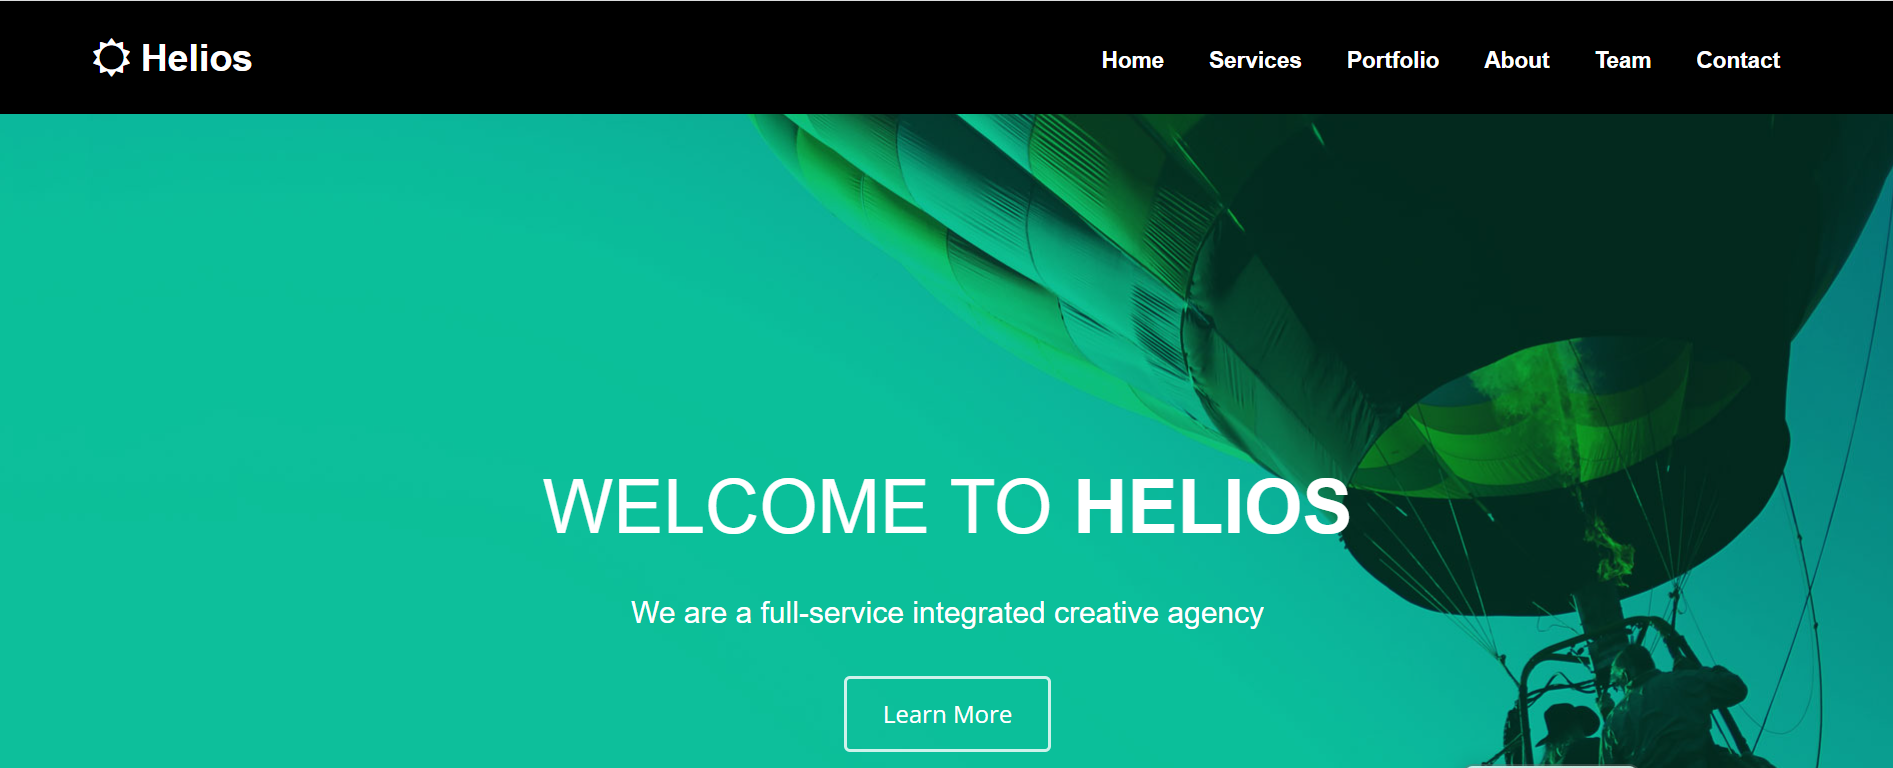 Helios
Home Services Portfolio About Team Contact
WELCOME TO HELIOS
We are a full-service integrated creative agency
Learn More